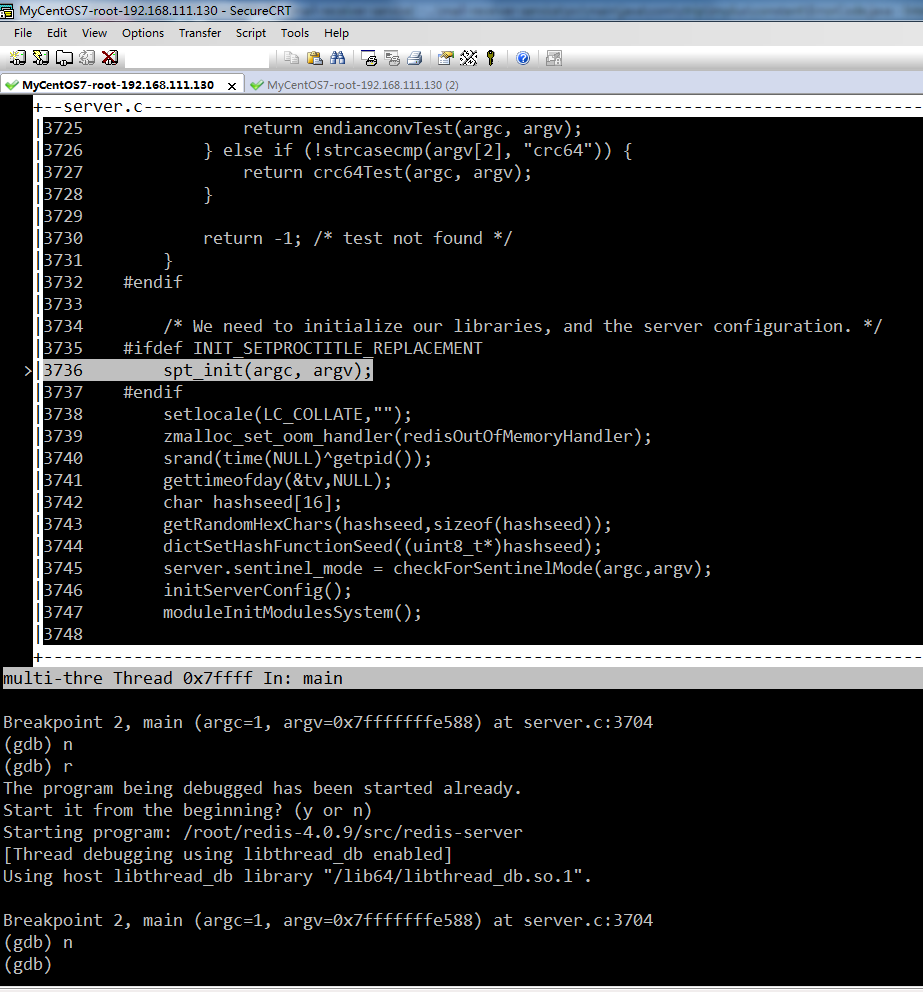 MyCentOS7-root-192.168.111.130 - SecureCRT
File Edit View Options Transfer Script Tools Help
MyCentOS7-root-192.168.111.130 x MyCentOS7-root-192.168.111.130 (2)
+--server.c------------------------------------------------------------------------------
|3725                return endianconvTest(argc, argv);
|3726            } else if (!strcasecmp(argv[2], "crc64")) {
|3727                return crc64Test(argc, argv);
|3728            }
|3729
|3730            return -1; /* test not found */
|3731        }
|3732    #endif
|3733
|3734        /* We need to initialize our libraries, and the server configuration. */
|3735    #ifdef INIT_SETPROCTITLE_REPLACEMENT
>|3736        spt_init(argc, argv);
|3737    #endif
|3738        setlocale(LC_COLLATE,"");
|3739        zmalloc_set_oom_handler(redisOutOfMemoryHandler);
|3740        srand(time(NULL)^getpid());
|3741        gettimeofday(&tv,NULL);
|3742        char hashseed[16];
|3743        getRandomHexChars(hashseed,sizeof(hashseed));
|3744        dictSetHashFunctionSeed((uint8_t*)hashseed);
|3745        server.sentinel_mode = checkForSentinelMode(argc,argv);
|3746        initServerConfig();
|3747        moduleInitModulesSystem();
|3748
+----------------------------------------------------------------------------------------
multi-thre Thread 0x7ffff In: main
Breakpoint 2, main (argc=1, argv=0x7fffffffe588) at server.c:3704
(gdb) n
(gdb) r
The program being debugged has been started already.
Start it from the beginning? (y or n)
Starting program: /root/redis-4.0.9/src/redis-server
[Thread debugging using libthread_db enabled]
Using host libthread_db library "/lib64/libthread_db.so.1".
Breakpoint 2, main (argc=1, argv=0x7fffffffe588) at server.c:3704
(gdb) n
(gdb)